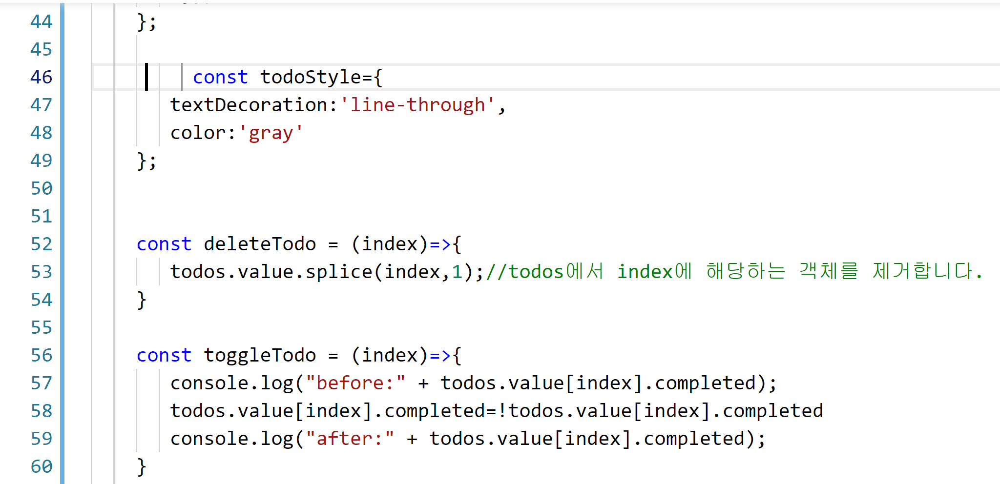 44 };
45
46 const todoStyle={
47 textDecoration:'line-through',
48 color:'gray'
49 };
50
51
52 const deleteTodo = (index)=>{
53 todos.value.splice(index,1);//todos에서 index에 해당하는 객체를 제거합니다.
54 }
55
56 const toggleTodo = (index)=>{
57 console.log("before:" + todos.value[index].completed);
58 todos.value[index].completed=!todos.value[index].completed
59 console.log("after:" + todos.value[index].completed);
60 }